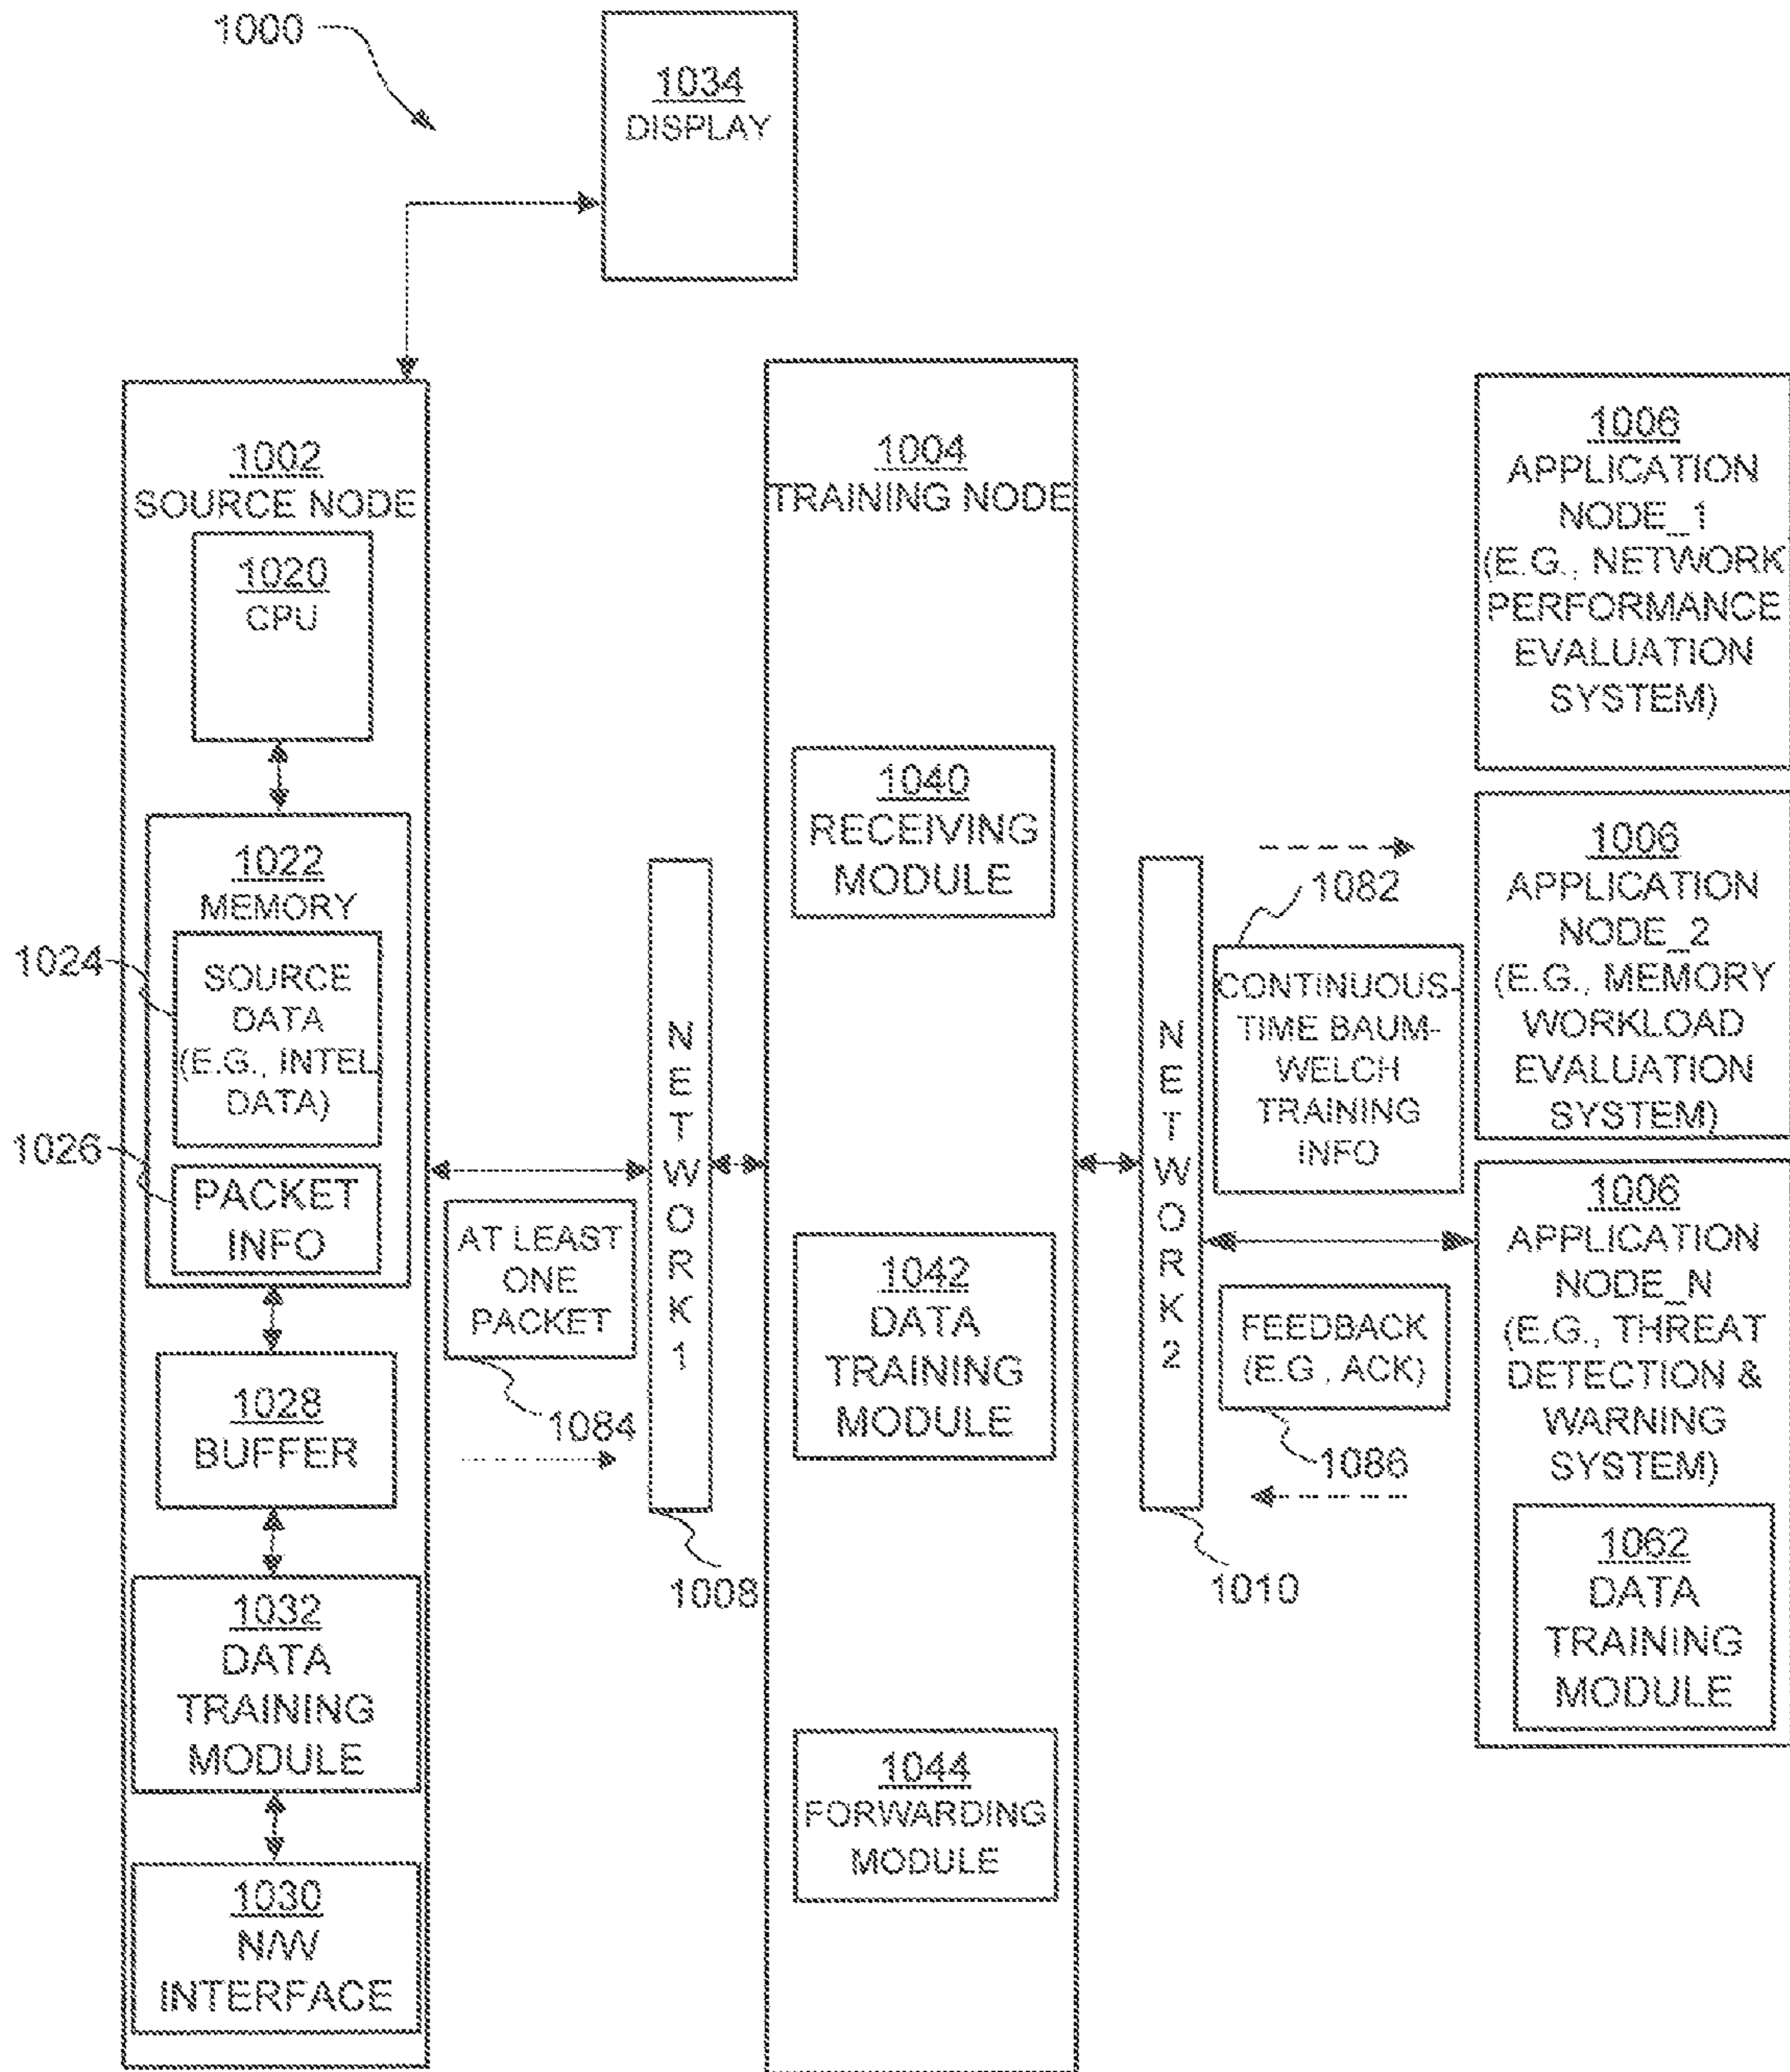 1000
1034
DISPLAY
1002
SOURCE NODE
1020
CPU
1022
MEMORY
1024
SOURCE
DATA
(E.G., INTEL
DATA)
1026
PACKET
INFO
1028
BUFFER
1032
DATA
TRAINING
MODULE
1030
N/W
INTERFACE
AT LEAST
ONE
PACKET
1084
NETWORK 1
1008
1004
TRAINING NODE
1040
RECEIVING
MODULE
1042
DATA
TRAINING
MODULE
1044
FORWARDING
MODULE
NETWORK 2
1010
1082
CONTINUOUS-
TIME BAUM-
WELCH
TRAINING
INFO
FEEDBACK
(E.G., ACK)
1086
1006
APPLICATION
NODE_1
(E.G., NETWORK
PERFORMANCE
EVALUATION
SYSTEM)
1006
APPLICATION
NODE_2
(E.G., MEMORY
WORKLOAD
EVALUATION
SYSTEM)
1006
APPLICATION
NODE_N
(E.G., THREAT
DETECTION &
WARNING
SYSTEM)
1062
DATA
TRAINING
MODULE